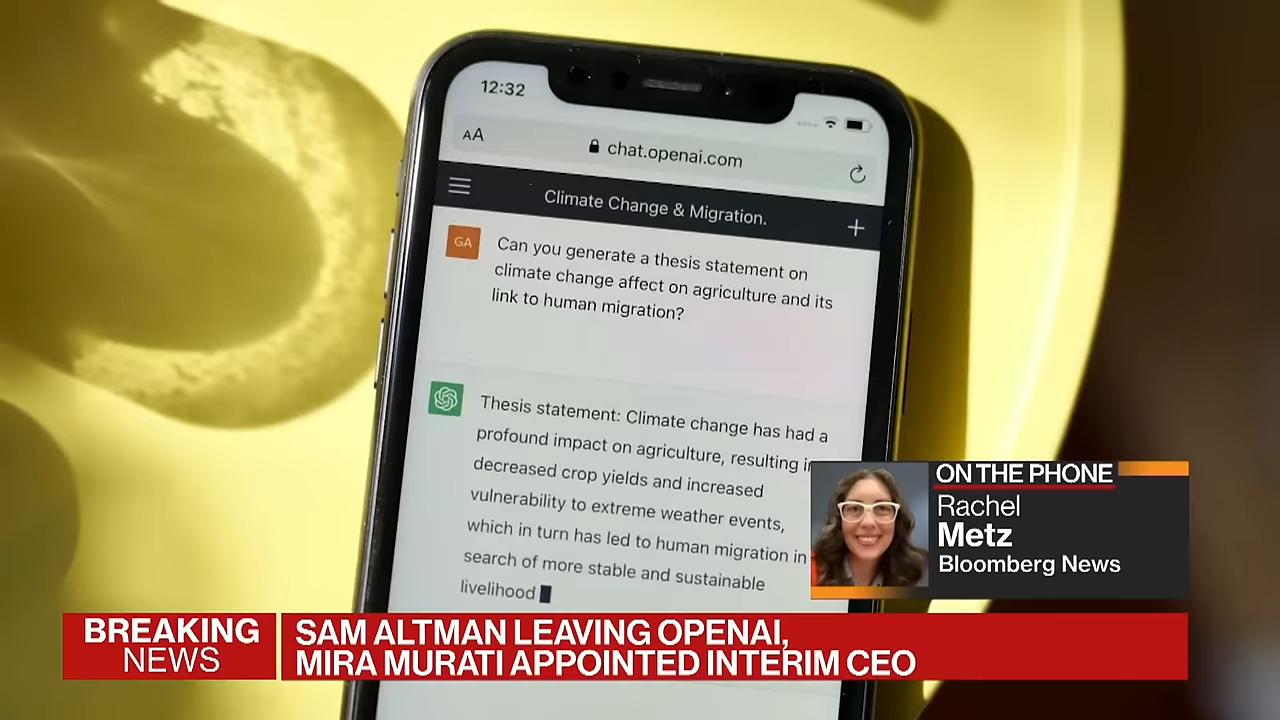 12:32
AA
chat.openai.com
Climate Change & Migration.
GA
Can you generate a thesis statement on
climate change affect on agriculture and its
link to human migration?
Thesis statement: Climate change has had a
profound impact on agriculture, resulting in
decreased crop yields and increased
vulnerability to extreme weather events,
which in turn has led to human migration in
search of more stable and sustainable
livelihood
ON THE PHONE
Rachel
Metz
Bloomberg News
BREAKING
NEWS
SAM ALTMAN LEAVING OPENAI,
MIRA MURATI APPOINTED INTERIM CEO